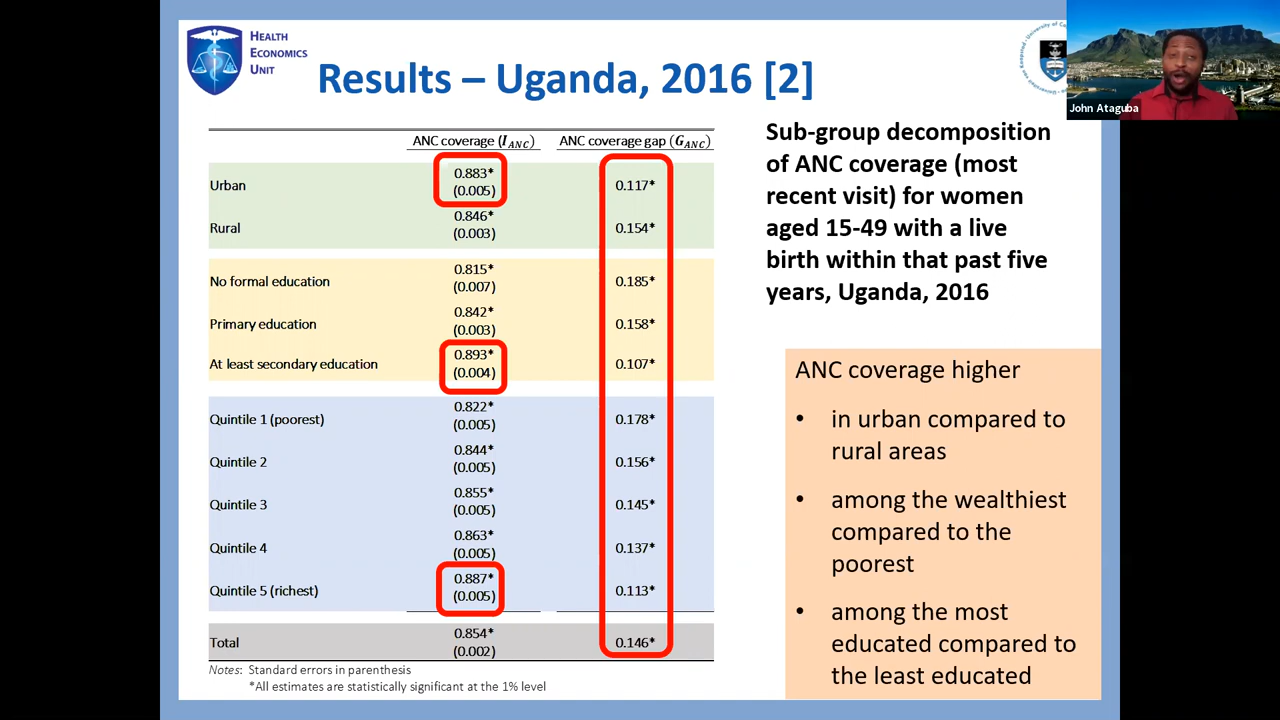 HEALTH
ECONOMICS
UNIT
Results – Uganda, 2016 [2]
John Ataguba
ANC coverage (I_ANC) ANC coverage gap (G_ANC)
Urban 0.883* (0.005) 0.117*
Rural 0.846* (0.003) 0.154*
No formal education 0.815* (0.007) 0.185*
Primary education 0.842* (0.003) 0.158*
At least secondary education 0.893* (0.004) 0.107*
Quintile 1 (poorest) 0.822* (0.005) 0.178*
Quintile 2 0.844* (0.005) 0.156*
Quintile 3 0.855* (0.005) 0.145*
Quintile 4 0.863* (0.005) 0.137*
Quintile 5 (richest) 0.887* (0.005) 0.113*
Total 0.854* (0.002) 0.146*
Notes: Standard errors in parenthesis
*All estimates are statistically significant at the 1% level
Sub-group decomposition
of ANC coverage (most
recent visit) for women
aged 15-49 with a live
birth within that past five
years, Uganda, 2016
ANC coverage higher
• in urban compared to
rural areas
• among the wealthiest
compared to the
poorest
• among the most
educated compared to
the least educated